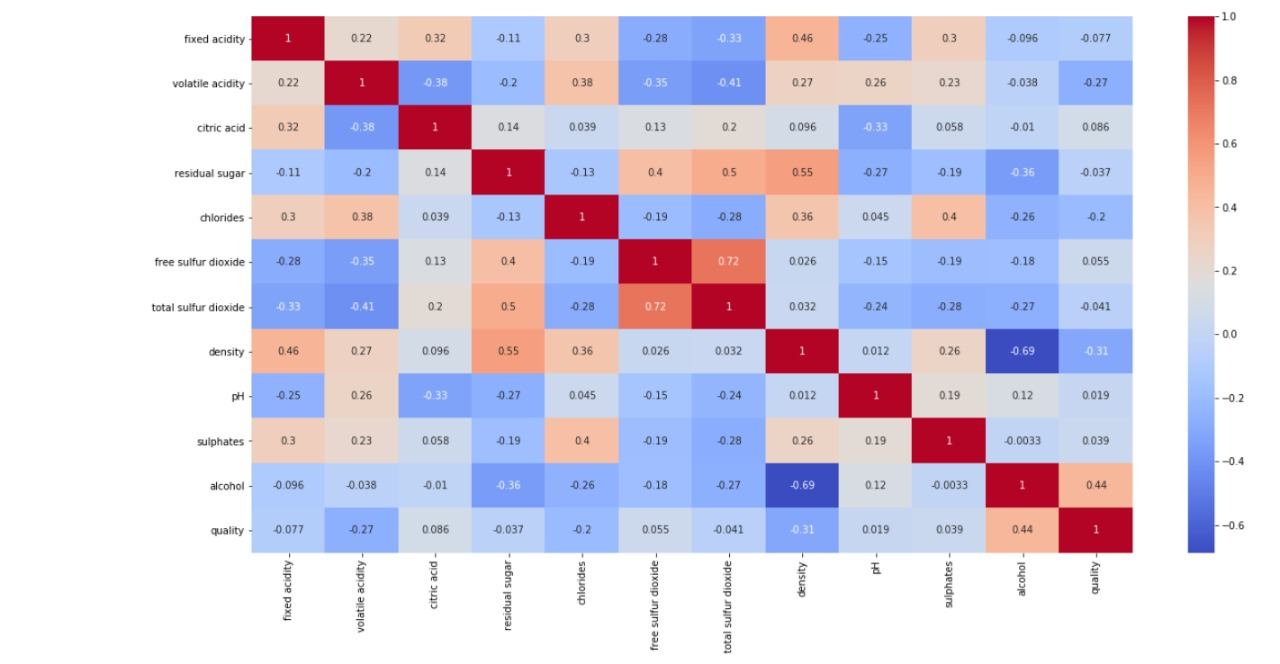 fixed acidity 1 0.22 0.32 -0.11 0.3 -0.28 -0.33 0.46 -0.25 0.3 -0.096 -0.077
volatile acidity 0.22 1 -0.38 -0.2 0.38 -0.35 -0.41 0.27 0.26 0.23 -0.038 -0.27
citric acid 0.32 -0.38 1 0.14 0.039 0.13 0.2 0.096 -0.33 0.058 -0.01 0.086
residual sugar -0.11 -0.2 0.14 1 -0.13 0.4 0.5 0.55 -0.27 -0.19 -0.36 -0.037
chlorides 0.3 0.38 0.039 -0.13 1 -0.19 -0.28 0.36 0.045 0.4 -0.26 -0.2
free sulfur dioxide -0.28 -0.35 0.13 0.4 -0.19 1 0.72 0.026 -0.15 -0.19 -0.18 0.055
total sulfur dioxide -0.33 -0.41 0.2 0.5 -0.28 0.72 1 0.032 -0.24 -0.28 -0.27 -0.041
density 0.46 0.27 0.096 0.55 0.36 0.026 0.032 1 0.012 0.26 -0.69 -0.31
pH -0.25 0.26 -0.33 -0.27 0.045 -0.15 -0.24 0.012 1 0.19 0.12 0.019
sulphates 0.3 0.23 0.058 -0.19 0.4 -0.19 -0.28 0.26 0.19 1 -0.0033 0.039
alcohol -0.096 -0.038 -0.01 -0.36 -0.26 -0.18 -0.27 -0.69 0.12 -0.0033 1 0.44
quality -0.077 -0.27 0.086 -0.037 -0.2 0.055 -0.041 -0.31 0.019 0.039 0.44 1
fixed acidity
volatile acidity
citric acid
residual sugar
chlorides
free sulfur dioxide
total sulfur dioxide
density
pH
sulphates
alcohol
quality
1.0
0.8
0.6
0.4
0.2
0.0
−0.2
−0.4
−0.6